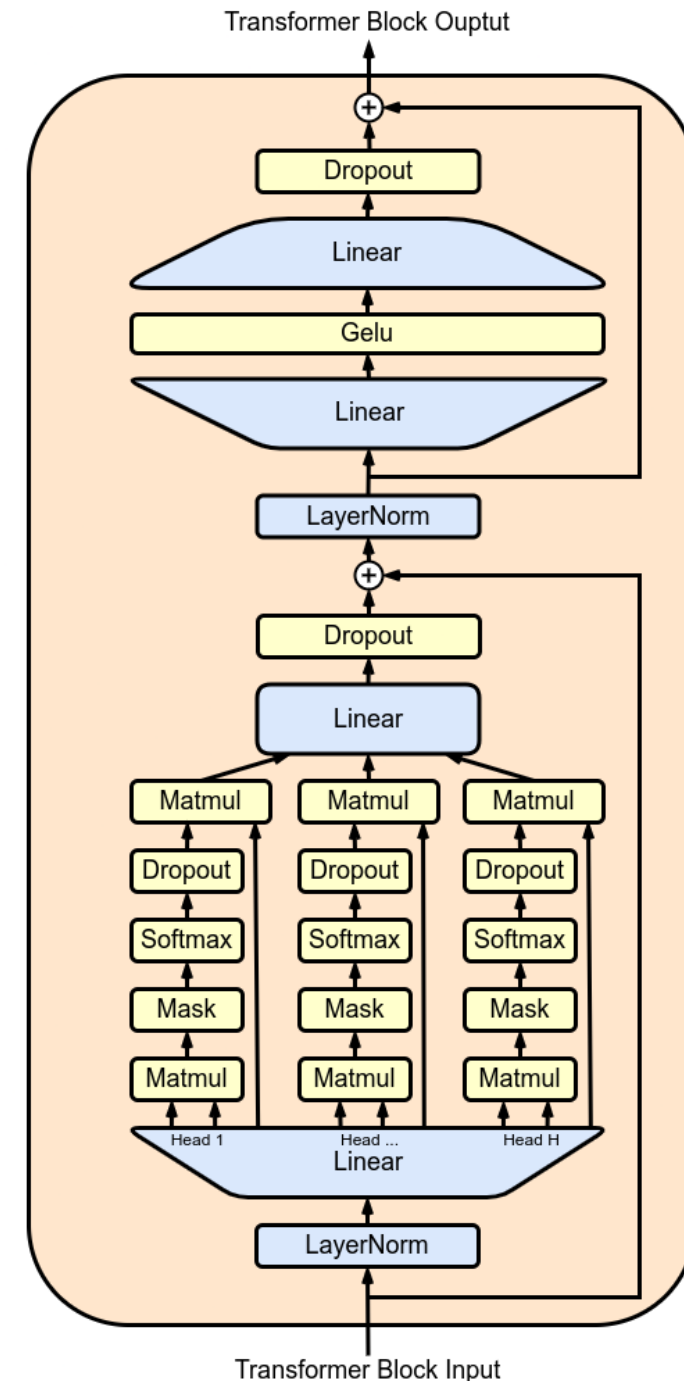 Transformer Block Ouptut
Dropout
Linear
Gelu
Linear
LayerNorm
Dropout
Linear
Matmul Matmul Matmul
Dropout Dropout Dropout
Softmax Softmax Softmax
Mask Mask Mask
Matmul Matmul Matmul
Head 1 Head ... Head H
Linear
LayerNorm
Transformer Block Input